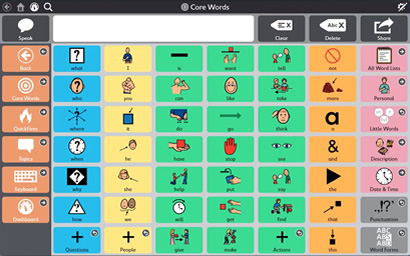 Core Words
Speak
Clear
Abc
Delete
Share
Back
what
I
is
want
tell
not
All Word Lists
Core Words
who
you
can
like
take
more
Personal
QuickFires
where
it
do
go
think
a
Little Words
Topics
when
he
have
stop
see
&
and
Description
Keyboard
why
she
help
put
say
the
Date & Time
Dashboard
how
we
will
get
find
that
Punctuation
Questions
People
give
make
Actions
this
ABC
Word Forms